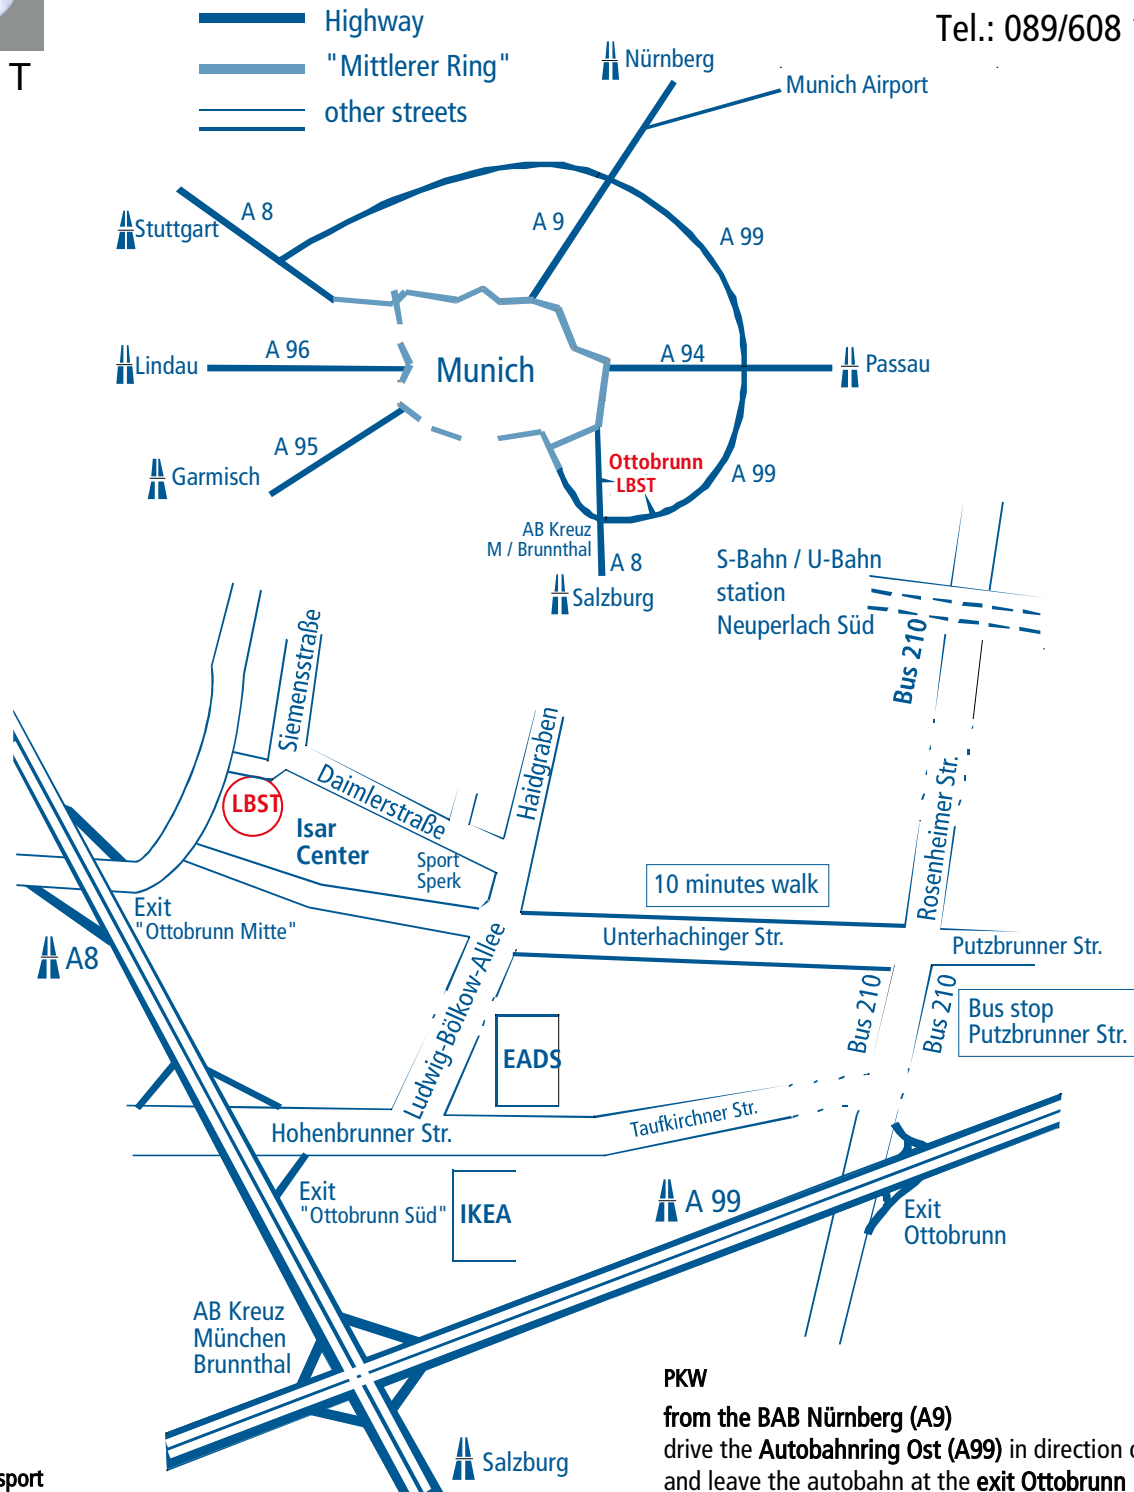 T
Highway
"Mittlerer Ring"
other streets
Tel.: 089/608
Nürnberg
Munich Airport
Stuttgart
A 8
A 9
A 99
Lindau
A 96
Munich
A 94
Passau
Garmisch
A 95
Ottobrunn
LBST
A 99
AB Kreuz
M / Brunnthal
A 8
Salzburg
S-Bahn / U-Bahn
station
Neuperlach Süd
Bus 210
Siemensstraße
Haidgraben
Daimlerstraße
Rosenheimer Str.
LBST
Isar
Center
Sport
Sperk
10 minutes walk
Exit
"Ottobrunn Mitte"
A8
Unterhachinger Str.
Putzbrunner Str.
Ludwig-Bölkow-Allee
Bus 210
Bus 210
Bus stop
Putzbrunner Str.
EADS
Hohenbrunner Str.
Taufkirchner Str.
Exit
"Ottobrunn Süd"
IKEA
A 99
Exit
Ottobrunn
AB Kreuz
München
Brunnthal
Salzburg
sport
PKW
from the BAB Nürnberg (A9)
drive the Autobahnring Ost (A99) in direction
and leave the autobahn at the exit Ottobrunn